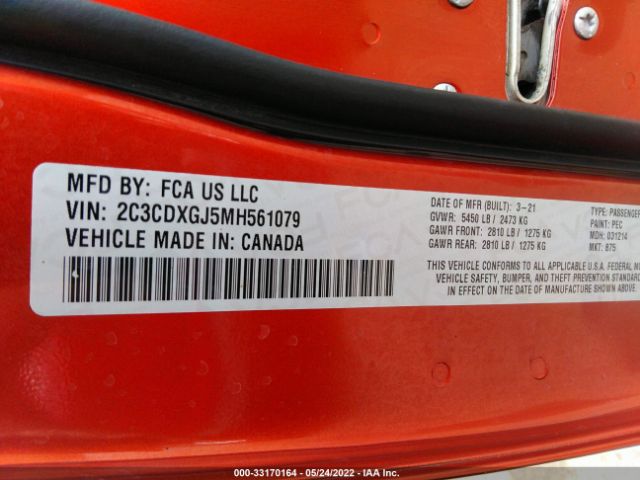 MFD BY: FCA US LLC
VIN: 2C3CDXGJ5MH561079
VEHICLE MADE IN: CANADA
DATE OF MFR (BUILT): 3-21
GVWR: 5450 LB / 2473 KG
GAWR FRONT: 2810 LB / 1275 KG
GAWR REAR: 2810 LB / 1275 KG
TYPE: PASSENGER
PAINT: PEC
MDH: 031214
MKT: 875
THIS VEHICLE CONFORMS TO ALL APPLICABLE U.S.A. FEDERAL
VEHICLE SAFETY, BUMPER, AND THEFT PREVENTION STANDARDS
IN EFFECT ON THE DATE OF MANUFACTURE SHOWN ABOVE.
000-33170164 - 05/24/2022 - IAA Inc.